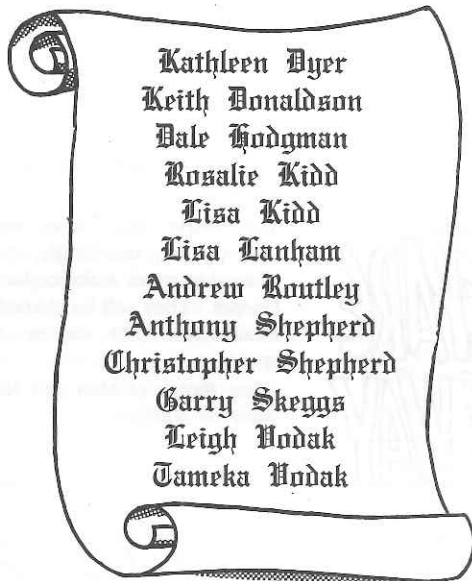 Kathleen Dyer
Keith Donaldson
Dale Hodgman
Rosalie Kidd
Lisa Kidd
Lisa Lanham
Andrew Routley
Anthony Shepherd
Christopher Shepherd
Garry Skeggs
Leigh Vodak
Tameka Vodak